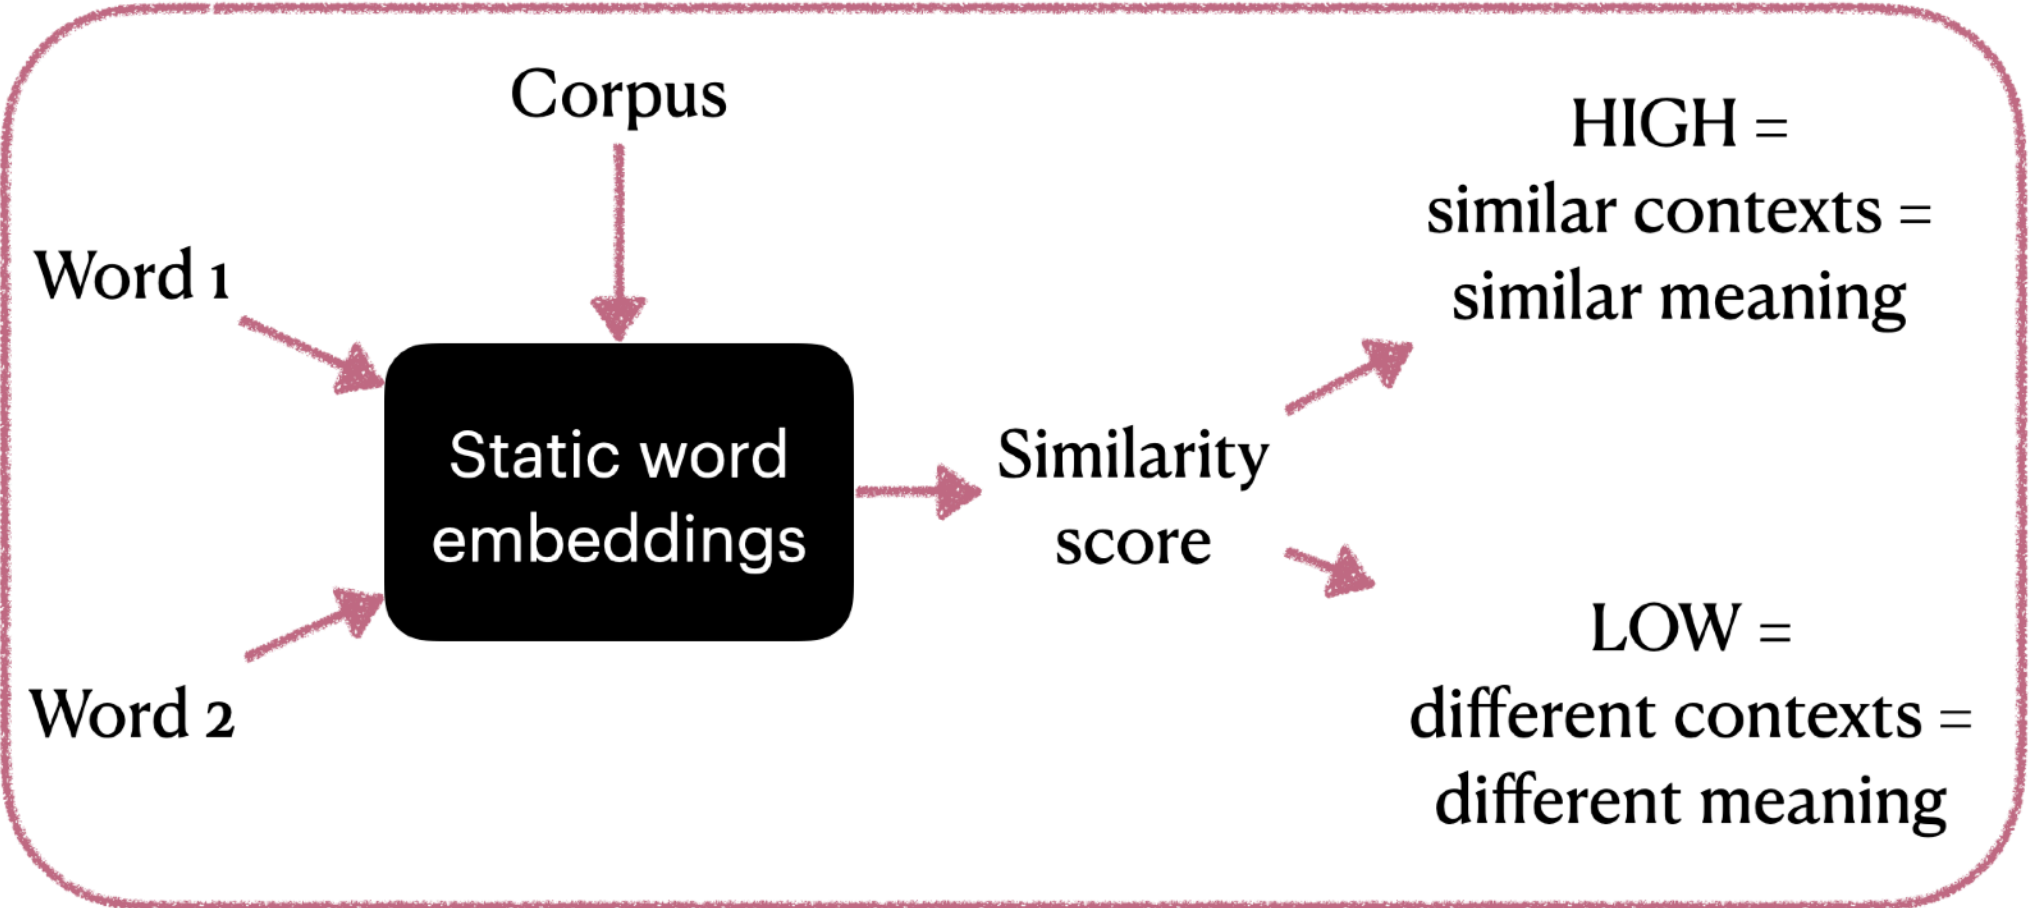 Corpus
Word 1
Word 2
Static word
embeddings
Similarity
score
HIGH =
similar contexts =
similar meaning
LOW =
different contexts =
different meaning